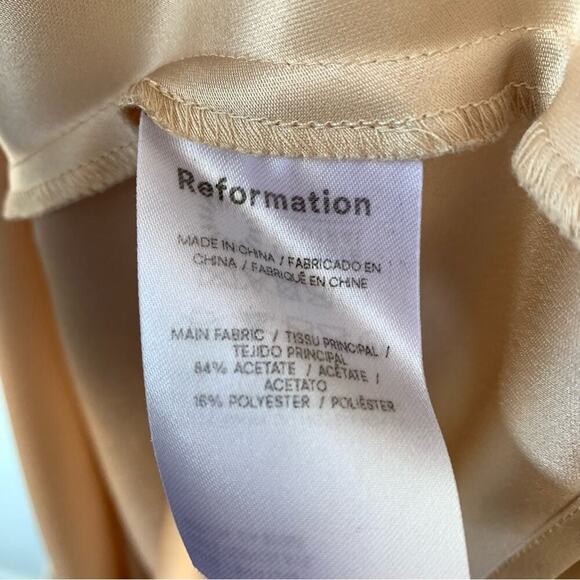 Reformation
MADE IN CHINA / FABRICADO EN
CHINA / FABRIQUÉ EN CHINE
MAIN FABRIC / TISSU PRINCIPAL /
TEJIDO PRINCIPAL
84% ACETATE / ACÉTATE /
ACETATO
16% POLYESTER / POLIÉSTER